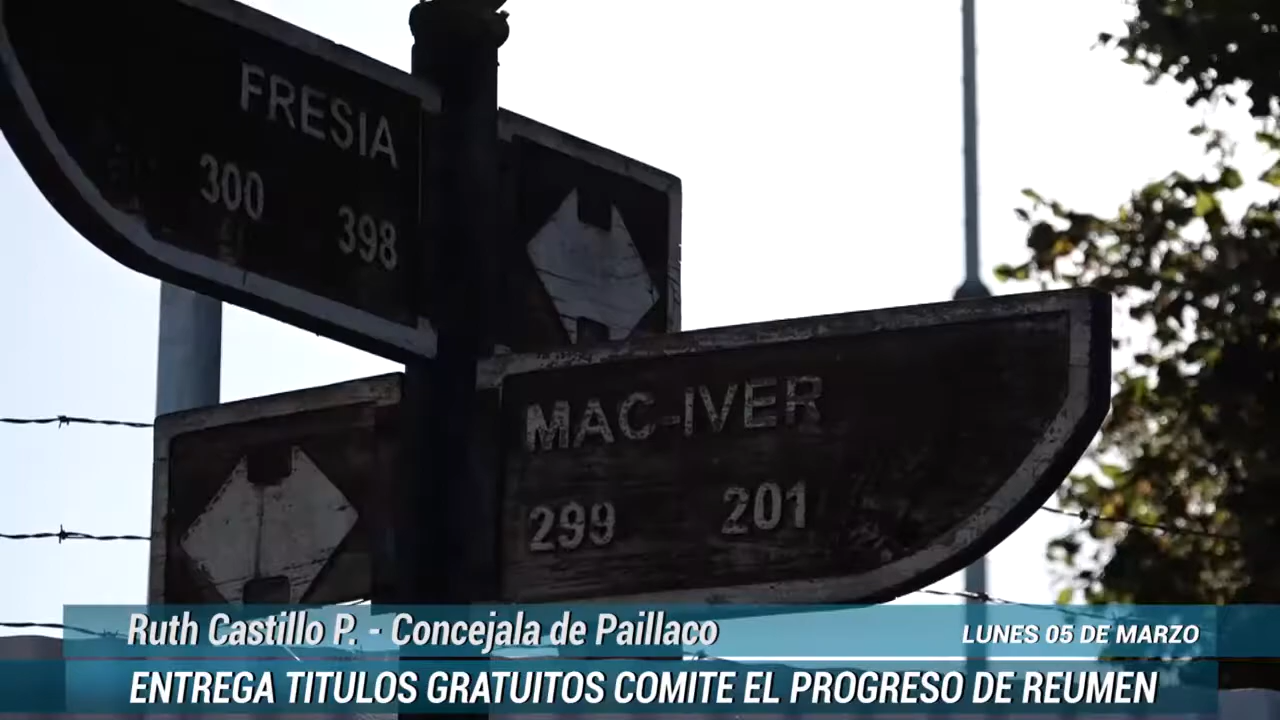 FRESIA
300 398
MAC-IVER
299 201
Ruth Castillo P. - Concejala de Paillaco
LUNES 05 DE MARZO
ENTREGA TITULOS GRATUITOS COMITE EL PROGRESO DE REUMEN